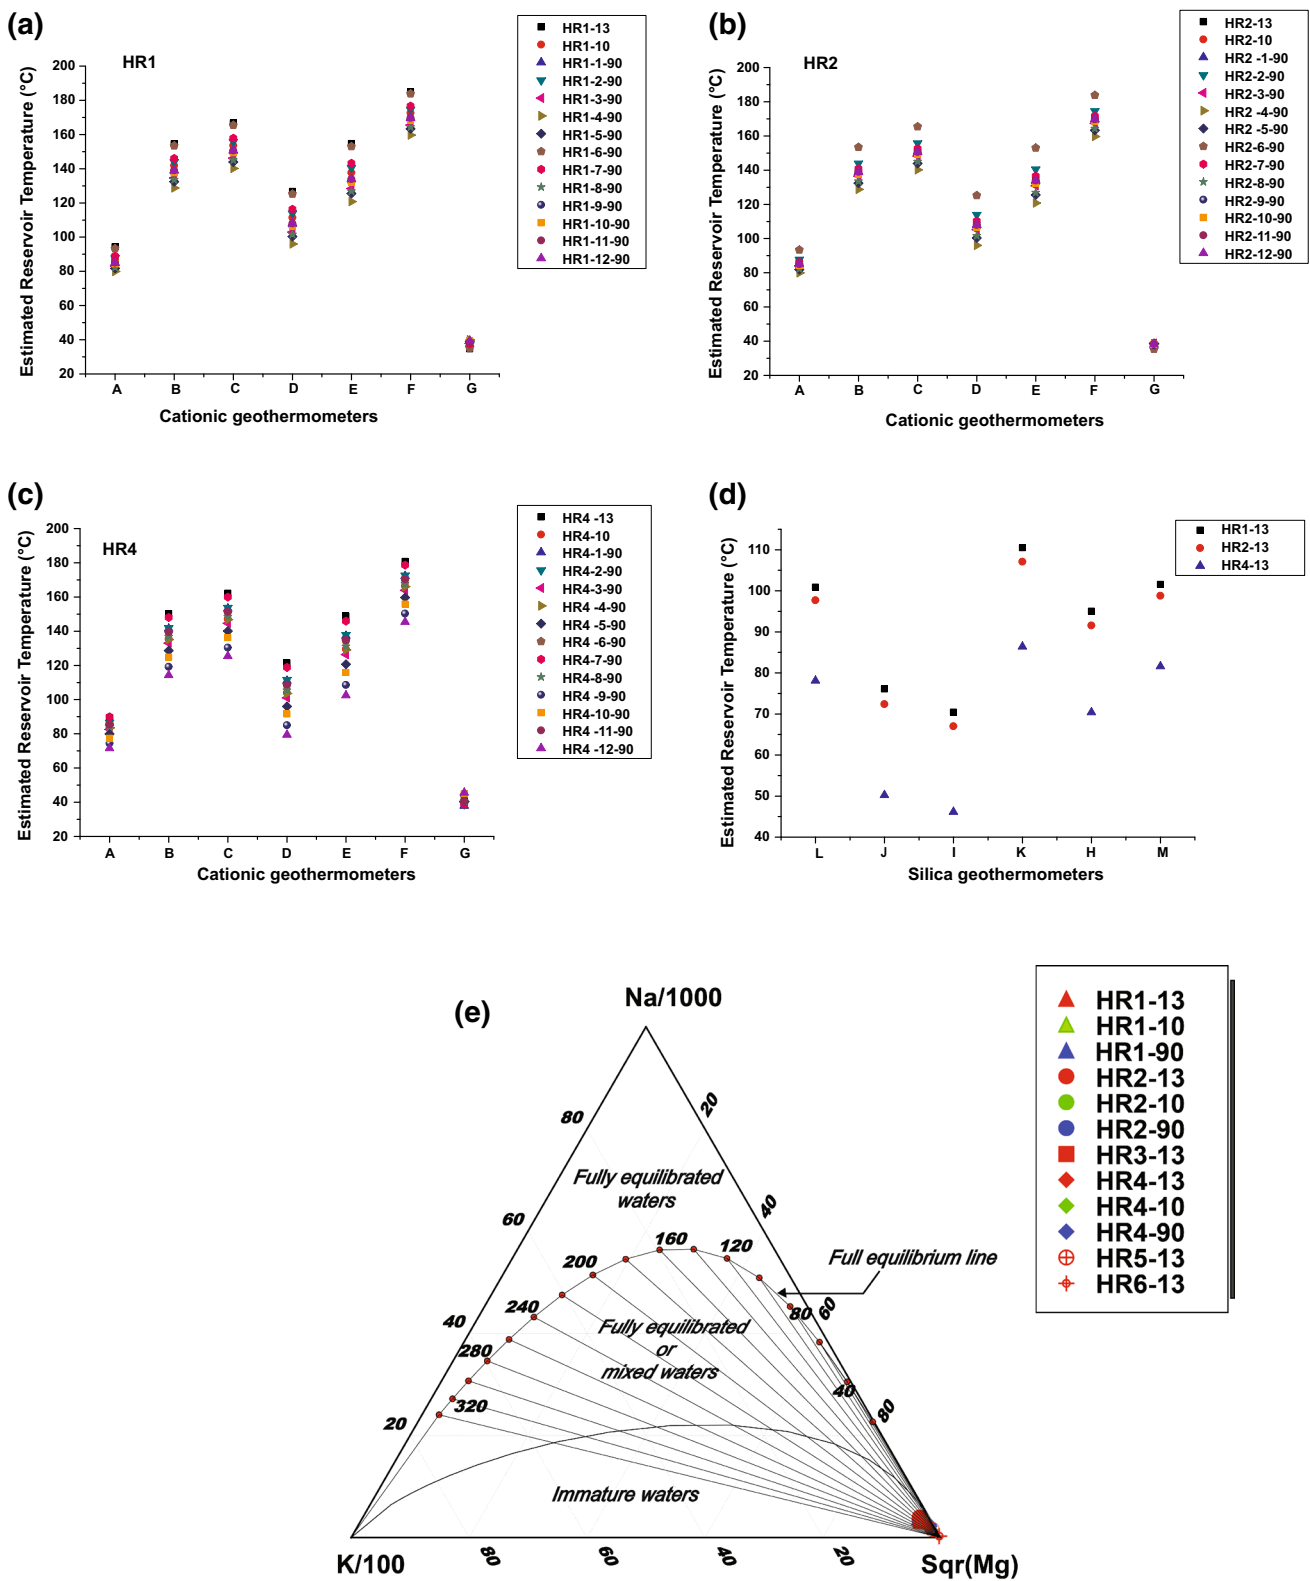 (a)
HR1
Estimated Reservoir Temperature (°C)
200
180
160
140
120
100
80
60
40
20
A B C D E F G
Cationic geothermometers
HR1-13
HR1-10
HR1-1-90
HR1-2-90
HR1-3-90
HR1-4-90
HR1-5-90
HR1-6-90
HR1-7-90
HR1-8-90
HR1-9-90
HR1-10-90
HR1-11-90
HR1-12-90
(b)
HR2
Estimated Reservoir Temperature (°C)
200
180
160
140
120
100
80
60
40
20
A B C D E F G
Cationic geothermometers
HR2-13
HR2-10
HR2 -1-90
HR2-2-90
HR2-3-90
HR2 -4-90
HR2 -5-90
HR2-6-90
HR2-7-90
HR2-8-90
HR2-9-90
HR2-10-90
HR2-11-90
HR2-12-90
(c)
HR4
Estimated Reservoir Temperature (°C)
200
180
160
140
120
100
80
60
40
20
A B C D E F G
Cationic geothermometers
HR4 -13
HR4-10
HR4-1-90
HR4-2-90
HR4-3-90
HR4 -4-90
HR4 -5-90
HR4 -6-90
HR4-7-90
HR4-8-90
HR4 -9-90
HR4-10-90
HR4 -11-90
HR4 -12-90
(d)
Estimated Reservoir Temperature (°C)
110
100
90
80
70
60
50
40
L J I K H M
Silica geothermometers
HR1-13
HR2-13
HR4-13
(e)
Na/1000
80
20
Fully equilibrated
waters
60
40
160
120
200
Full equilibrium line
240
80
60
40
Fully equilibrated
or
mixed waters
280
40
320
20
80
Immature waters
K/100
80
60
40
20
Sqr(Mg)
HR1-13
HR1-10
HR1-90
HR2-13
HR2-10
HR2-90
HR3-13
HR4-13
HR4-10
HR4-90
HR5-13
HR6-13